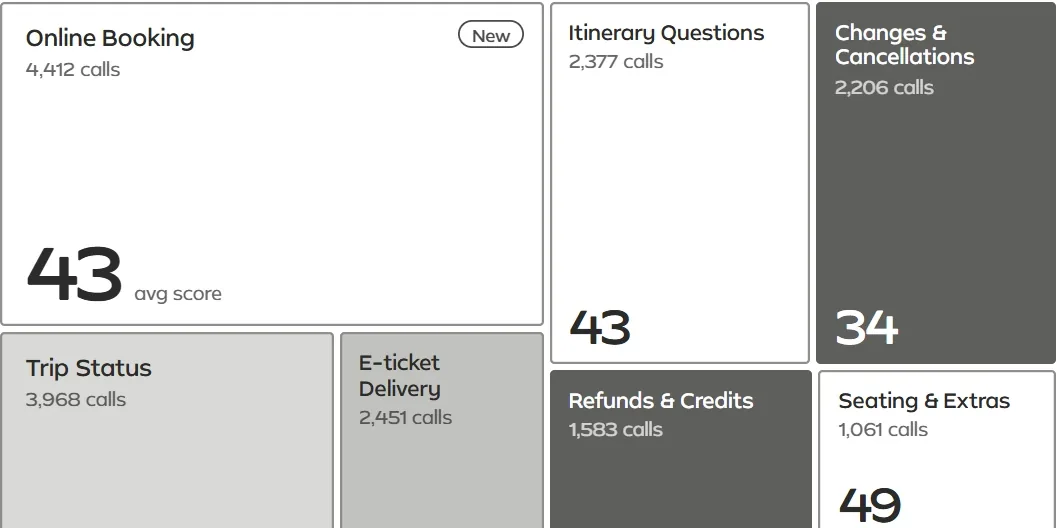 Online Booking
New
4,412 calls
43 avg score
Itinerary Questions
2,377 calls
43
Changes &
Cancellations
2,206 calls
34
Trip Status
3,968 calls
E-ticket
Delivery
2,451 calls
Refunds & Credits
1,583 calls
Seating & Extras
1,061 calls
49